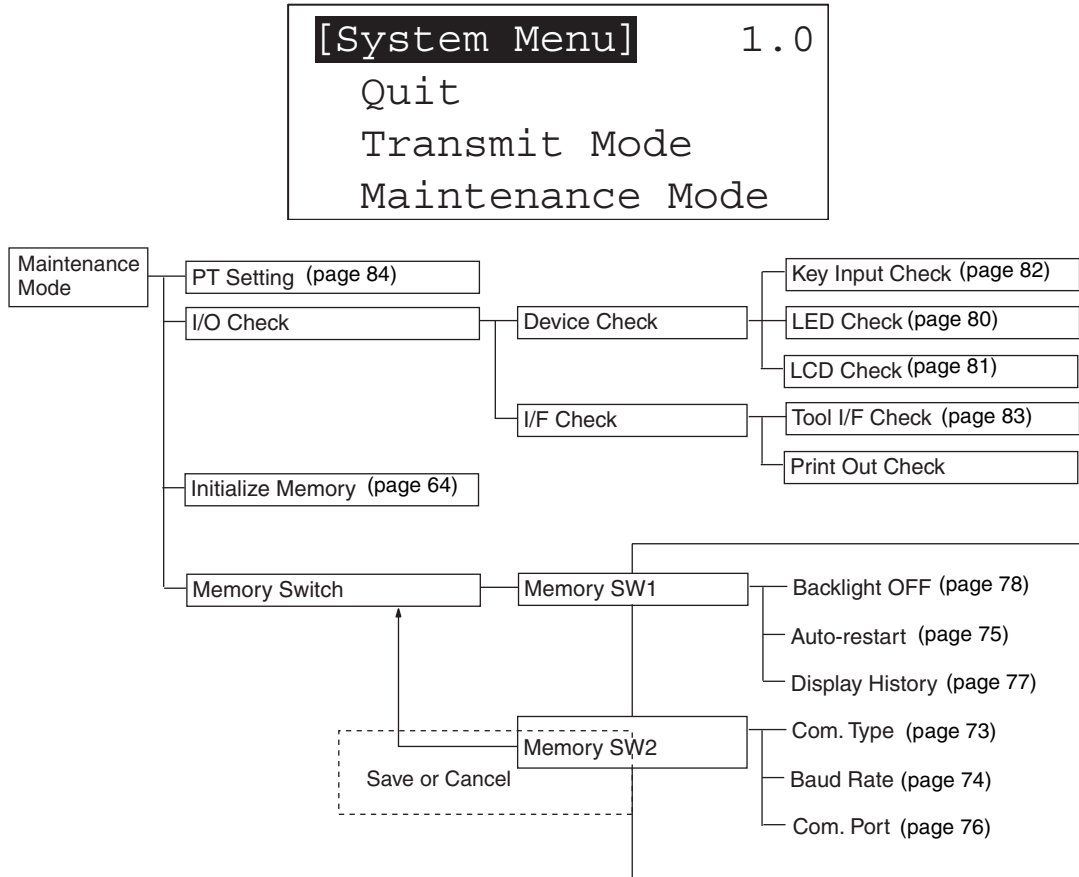 [System Menu] 1.0
Quit
Transmit Mode
Maintenance Mode
Maintenance
Mode
PT Setting (page 84)
I/O Check
Device Check
Key Input Check (page 82)
LED Check (page 80)
LCD Check (page 81)
I/F Check
Tool I/F Check (page 83)
Print Out Check
Initialize Memory (page 64)
Memory Switch
Memory SW1
Backlight OFF (page 78)
Auto-restart (page 75)
Display History (page 77)
Memory SW2
Save or Cancel
Com. Type (page 73)
Baud Rate (page 74)
Com. Port (page 76)